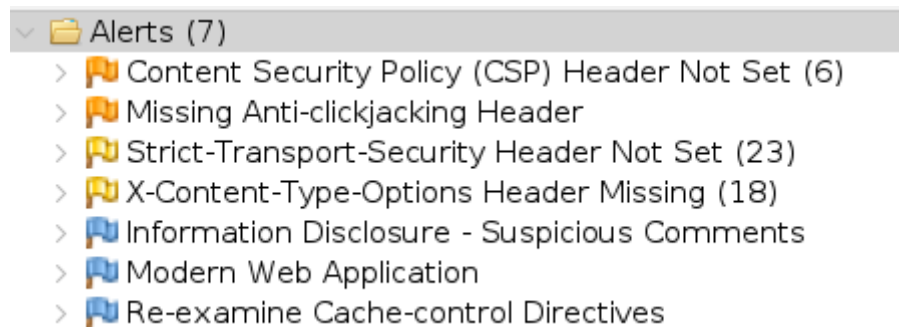 Alerts (7)
Content Security Policy (CSP) Header Not Set (6)
Missing Anti-clickjacking Header
Strict-Transport-Security Header Not Set (23)
X-Content-Type-Options Header Missing (18)
Information Disclosure - Suspicious Comments
Modern Web Application
Re-examine Cache-control Directives